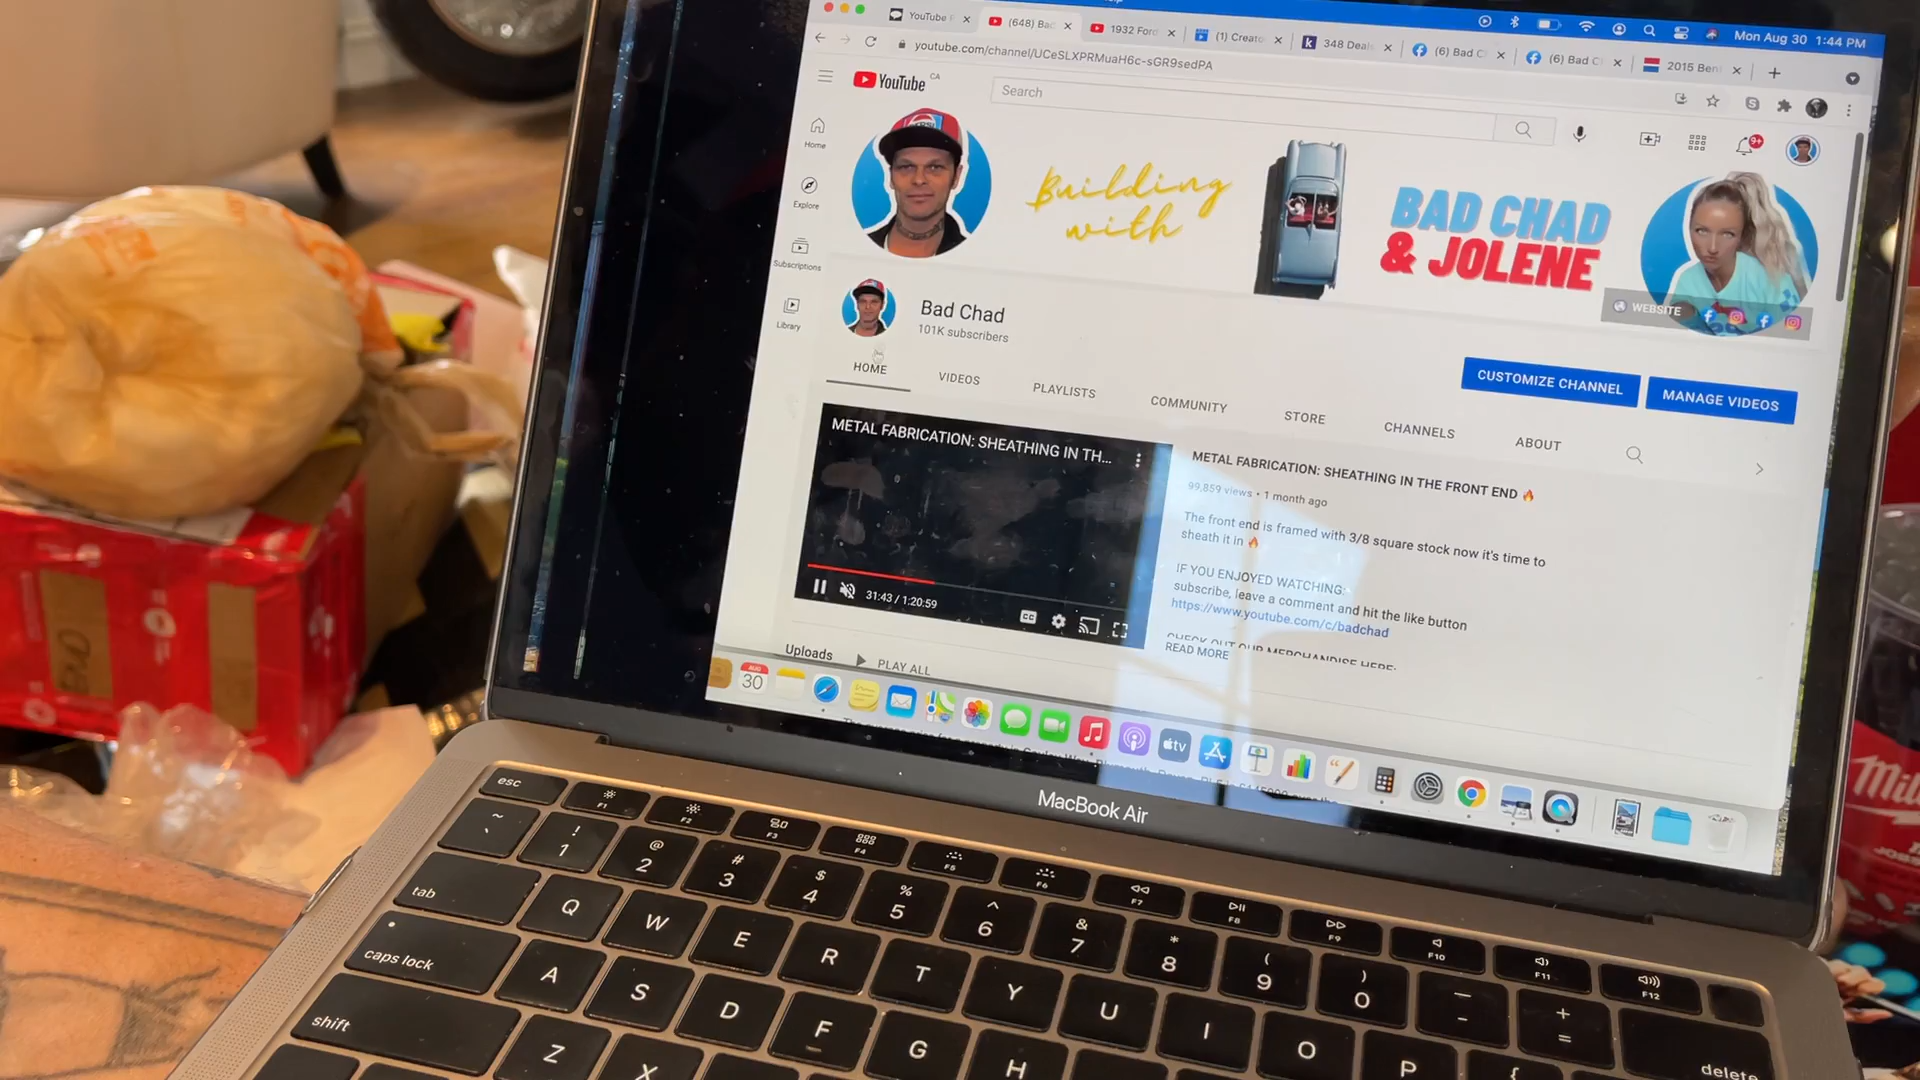 Mon Aug 30 1:44 PM
YouTube
(648) Ba
1932 Ford
(1) Creato
348 Deal
(6) Bad C
(6) Bad C
2015 Ben
youtube.com/channel/UCeSLXPRMuaH6c-sGR9sedPA
YouTube CA
Search
9+
Home
Explore
Subscriptions
Library
Building
with
BAD CHAD
& JOLENE
WEBSITE
Bad Chad
101K subscribers
CUSTOMIZE CHANNEL
MANAGE VIDEOS
HOME
VIDEOS
PLAYLISTS
COMMUNITY
STORE
CHANNELS
ABOUT
METAL FABRICATION: SHEATHING IN TH...
31:43 / 1:20:59
CC
METAL FABRICATION: SHEATHING IN THE FRONT END 🔥
99,859 views • 1 month ago
The front end is framed with 3/8 square stock now it's time to
sheath it in 🔥
IF YOU ENJOYED WATCHING:
subscribe, leave a comment and hit the like button
https://www.youtube.com/c/badchad
CHECK OUT OUR MERCHANDISE HERE:
READ MORE
Uploads
PLAY ALL
AUG
30
tv
MacBook Air
esc
F1
F2
F3
F4
F5
F6
F7
F8
F9
F10
F11
F12
~ `
! 1
@ 2
# 3
$ 4
% 5
^ 6
& 7
* 8
( 9
) 0
_ -
+ =
delete
tab
Q W E R T Y U I O P {
caps lock
A S D F G H
shift
Z X